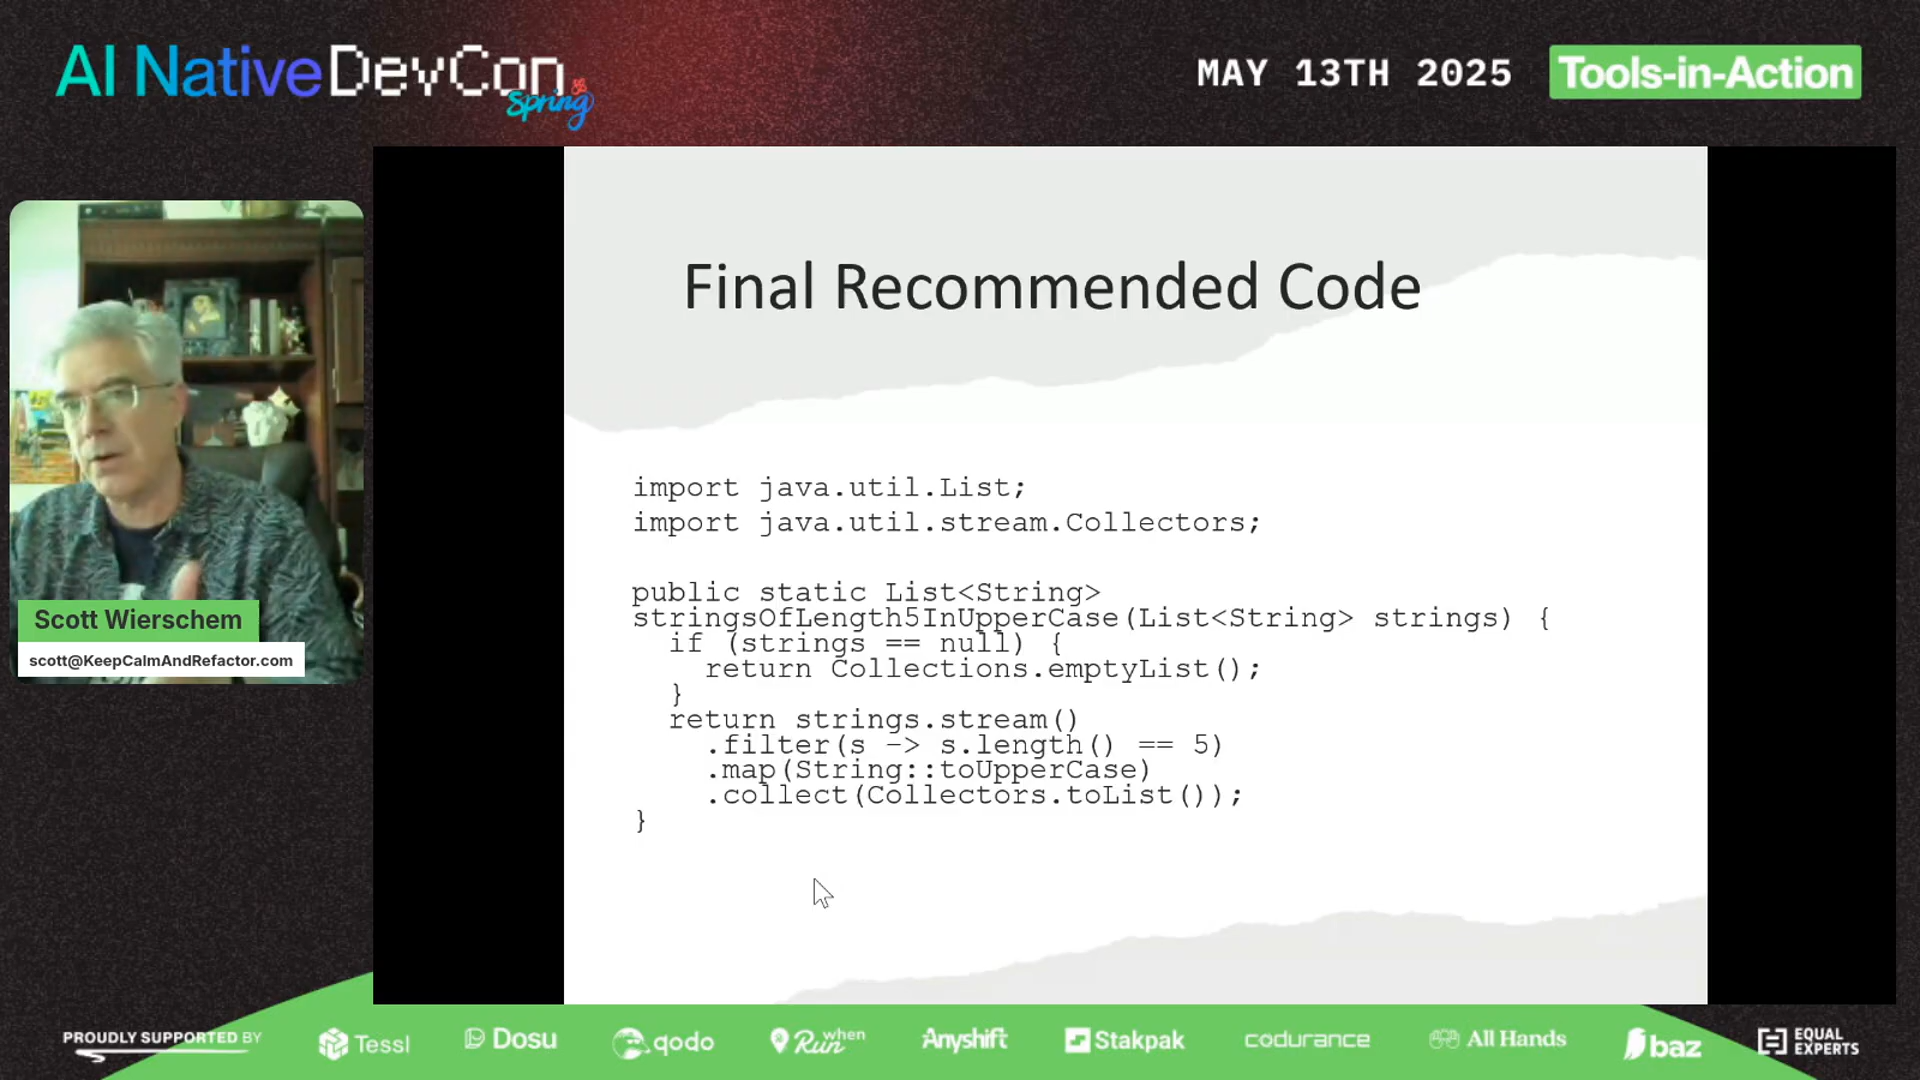 AI Native DevCon
Spring
MAY 13TH 2025
Tools-in-Action
Final Recommended Code
import java.util.List;
import java.util.stream.Collectors;
public static List<String>
stringsOfLength5InUpperCase(List<String> strings) {
if (strings == null) {
return Collections.emptyList();
}
return strings.stream()
.filter(s -> s.length() == 5)
.map(String::toUpperCase)
.collect(Collectors.toList());
}
Scott Wierschem
scott@KeepCalmAndRefactor.com
PROUDLY SUPPORTED BY
Tessl
Dosu
qodo
Run when
Anyshift
Stakpak
codurance
All Hands
baz
EQUAL
EXPERTS